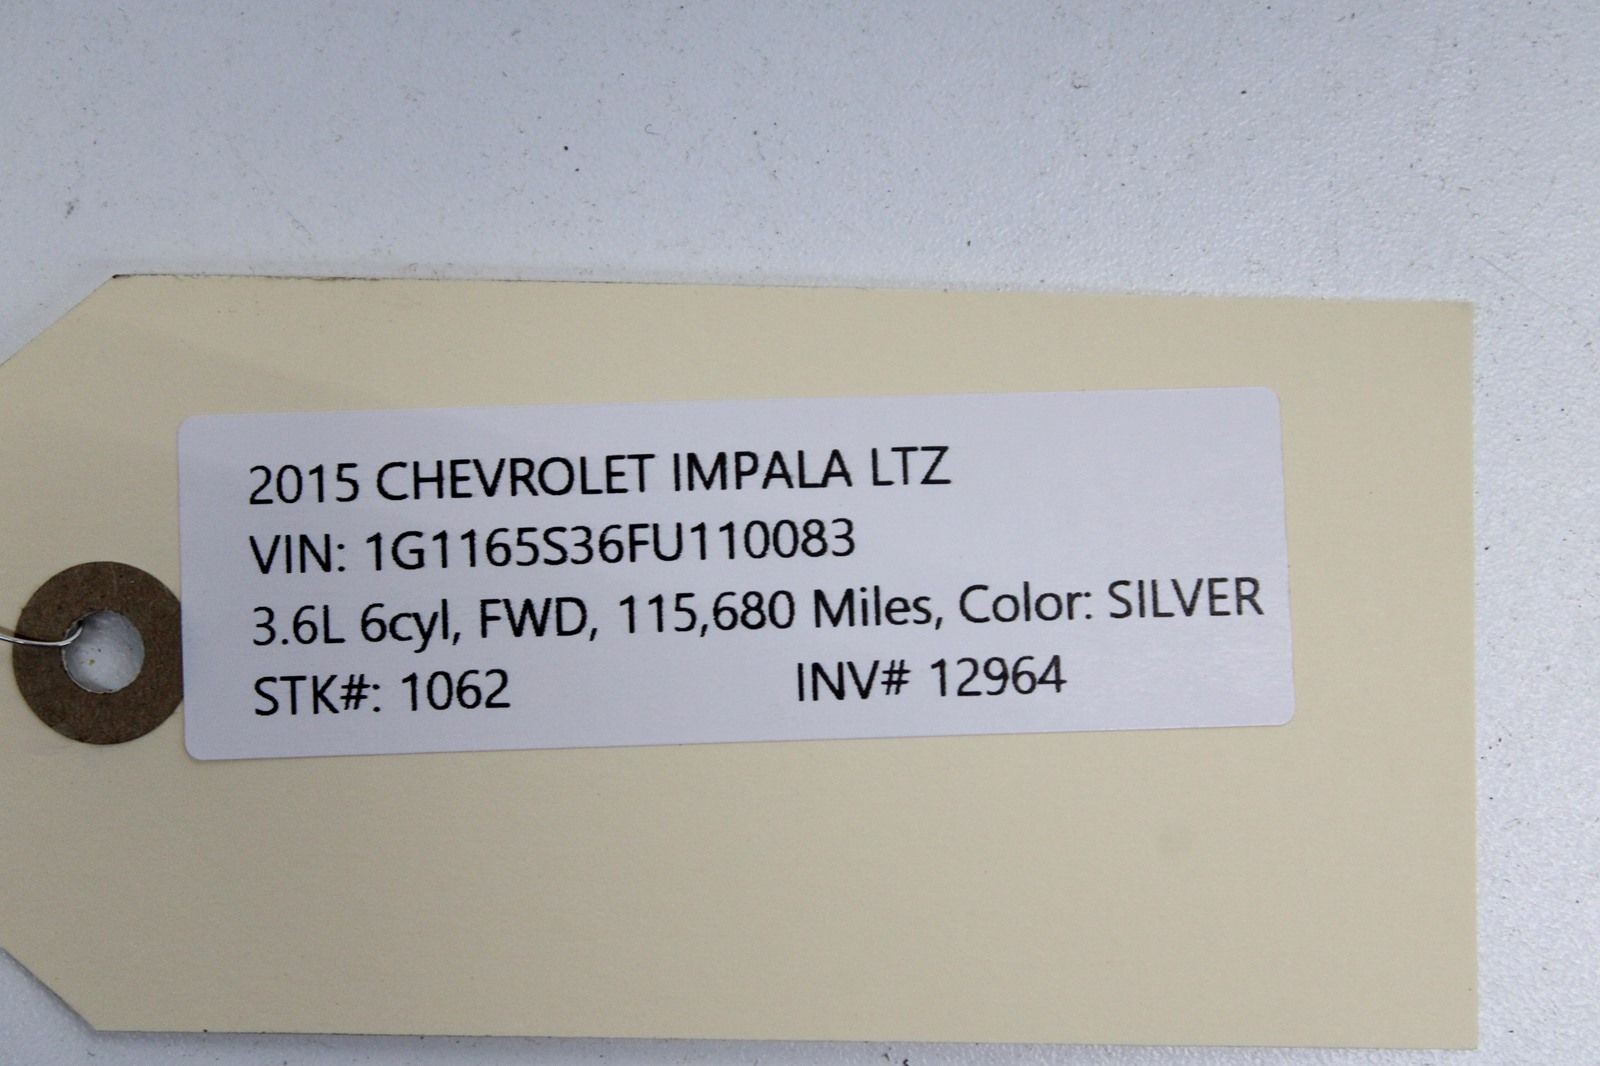 2015 CHEVROLET IMPALA LTZ
VIN: 1G1165S36FU110083
3.6L 6cyl, FWD, 115,680 Miles, Color: SILVER
STK#: 1062 INV# 12964